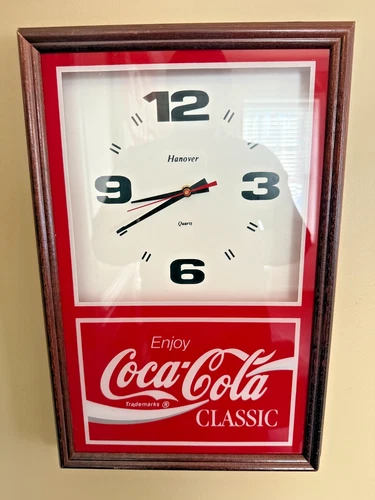 12
Hanover
9 3
Quartz
6
Enjoy
Coca-Cola
Trademarks ®
CLASSIC